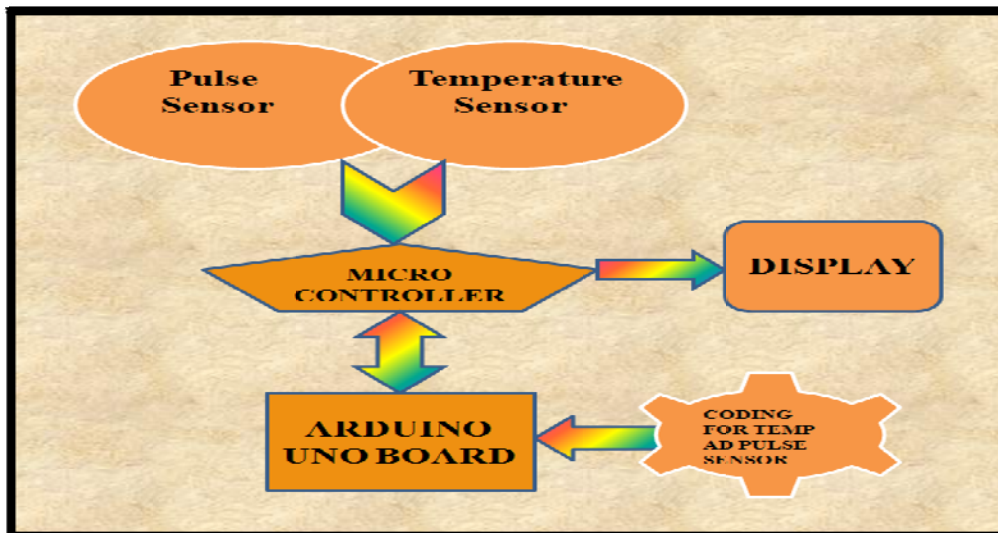 Pulse
Sensor
Temperature
Sensor
MICRO
CONTROLLER
DISPLAY
ARDUINO
UNO BOARD
CODING
FOR TEMP
AD PULSE
SENSOR